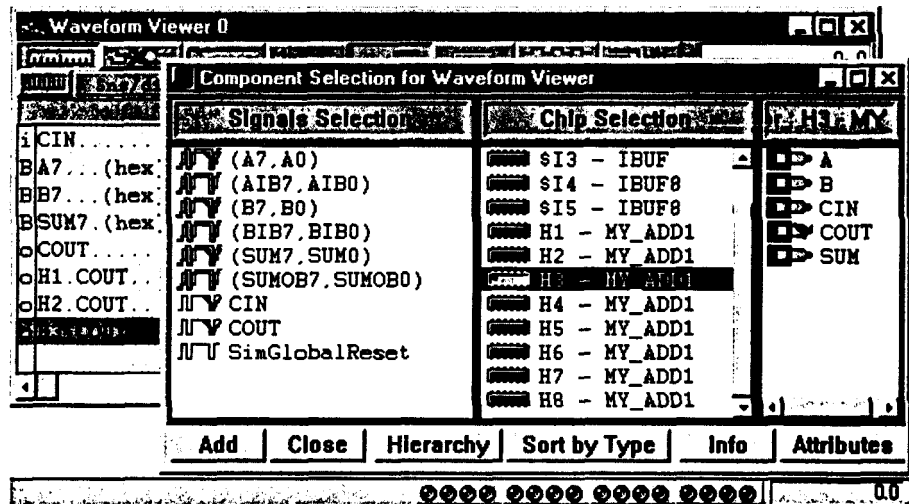 Waveform Viewer 0
0.0
Component Selection for Waveform Viewer
Signals Selection
Chip Selection
H3 - MY
i CIN.......
B A7...(hex)
B B7...(hex)
B SUM7.(hex)
o COUT.....
o H1.COUT..
o H2.COUT..
(A7,A0)
(AIB7,AIB0)
(B7,B0)
(BIB7,BIB0)
(SUM7,SUM0)
(SUMOB7,SUMOB0)
CIN
COUT
SimGlobalReset
$I3 - IBUF
$I4 - IBUF8
$I5 - IBUF8
H1 - MY_ADD1
H2 - MY_ADD1
H3 - MY_ADD1
H4 - MY_ADD1
H5 - MY_ADD1
H6 - MY_ADD1
H7 - MY_ADD1
H8 - MY_ADD1
A
B
CIN
COUT
SUM
Add
Close
Hierarchy
Sort by Type
Info
Attributes
0.0